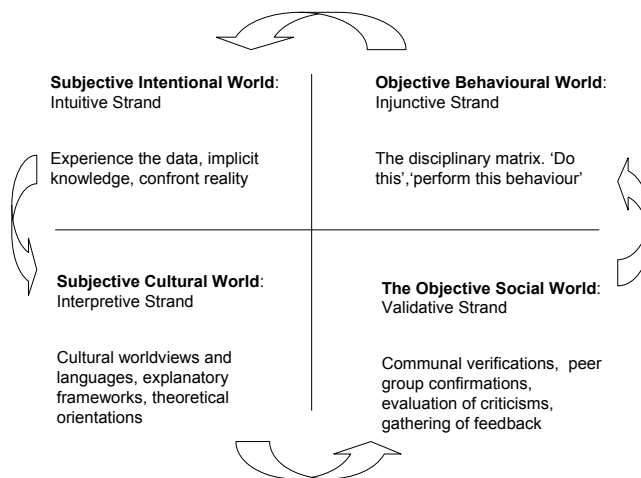 Subjective Intentional World:
Intuitive Strand
Experience the data, implicit
knowledge, confront reality
Objective Behavioural World:
Injunctive Strand
The disciplinary matrix. ‘Do
this’,‘perform this behaviour’
Subjective Cultural World:
Interpretive Strand
Cultural worldviews and
languages, explanatory
frameworks, theoretical
orientations
The Objective Social World:
Validative Strand
Communal verifications, peer
group confirmations,
evaluation of criticisms,
gathering of feedback